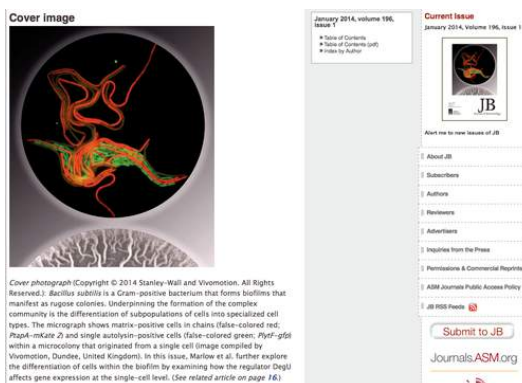 Cover image
Cover photograph (Copyright © 2014 Stanley-Wall and Vivomotion. All Rights
Reserved.): Bacillus subtilis is a Gram-positive bacterium that forms biofilms that
manifest as rugose colonies. Underpinning the formation of the complex
community is the differentiation of subpopulations of cells into specialized cell
types. The micrograph shows matrix-positive cells in chains (false-colored red;
PtapA-mKate 2) and single autolysin-positive cells (false-colored green; PlytF-gfp)
within a microcolony that originated from a single cell (image compiled by
Vivomotion, Dundee, United Kingdom). In this issue, Marlow et al. further explore
the differentiation of cells within the biofilm by examining how the regulator DegU
affects gene expression at the single-cell level. (See related article on page 16.)
January 2014, volume 196,
issue 1
Table of Contents
Table of Contents (pdf)
Index by Author
Current Issue
January 2014, Volume 196, issue 1
JB
Alert me to new issues of JB
About JB
Subscribers
Authors
Reviewers
Advertisers
Inquiries from the Press
Permissions & Commercial Reprints
ASM Journals Public Access Policy
JB RSS Feeds
Submit to JB
Journals.ASM.org